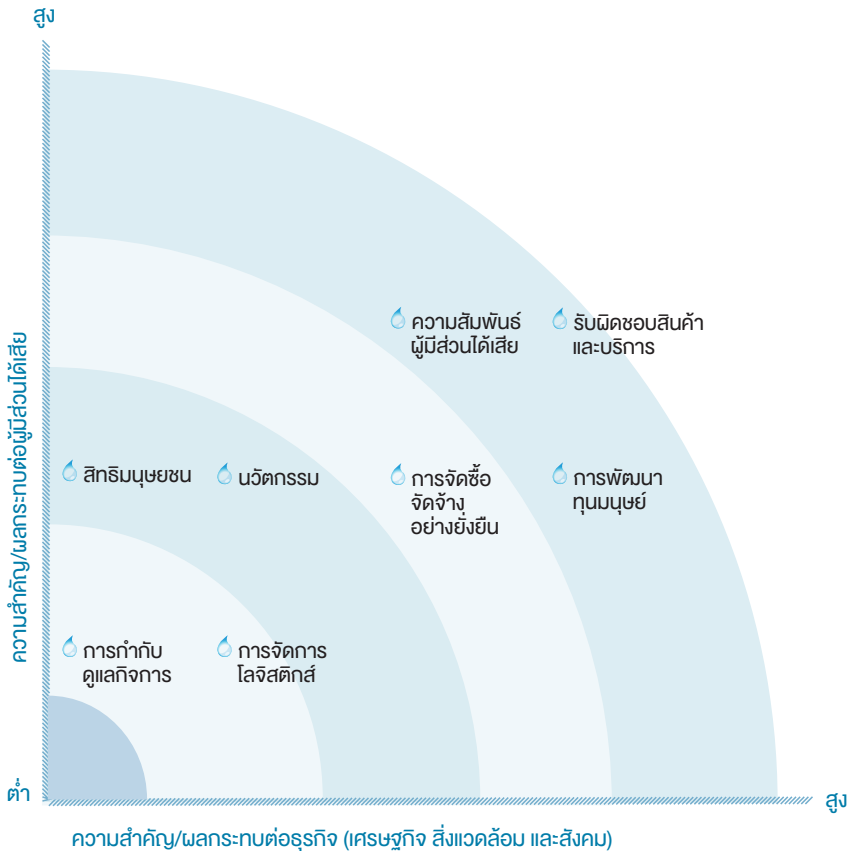 สูง
ความสำคัญ/ผลกระทบต่อผู้มีส่วนได้เสีย
ความสัมพันธ์
ผู้มีส่วนได้เสีย
รับผิดชอบสินค้า
และบริการ
สิทธิมนุษยชน
นวัตกรรม
การจัดซื้อ
จัดจ้าง
อย่างยั่งยืน
การพัฒนา
ทุนมนุษย์
การกำกับ
ดูแลกิจการ
การจัดการ
โลจิสติกส์
ต่ำ
สูง
ความสำคัญ/ผลกระทบต่อธุรกิจ (เศรษฐกิจ สิ่งแวดล้อม และสังคม)